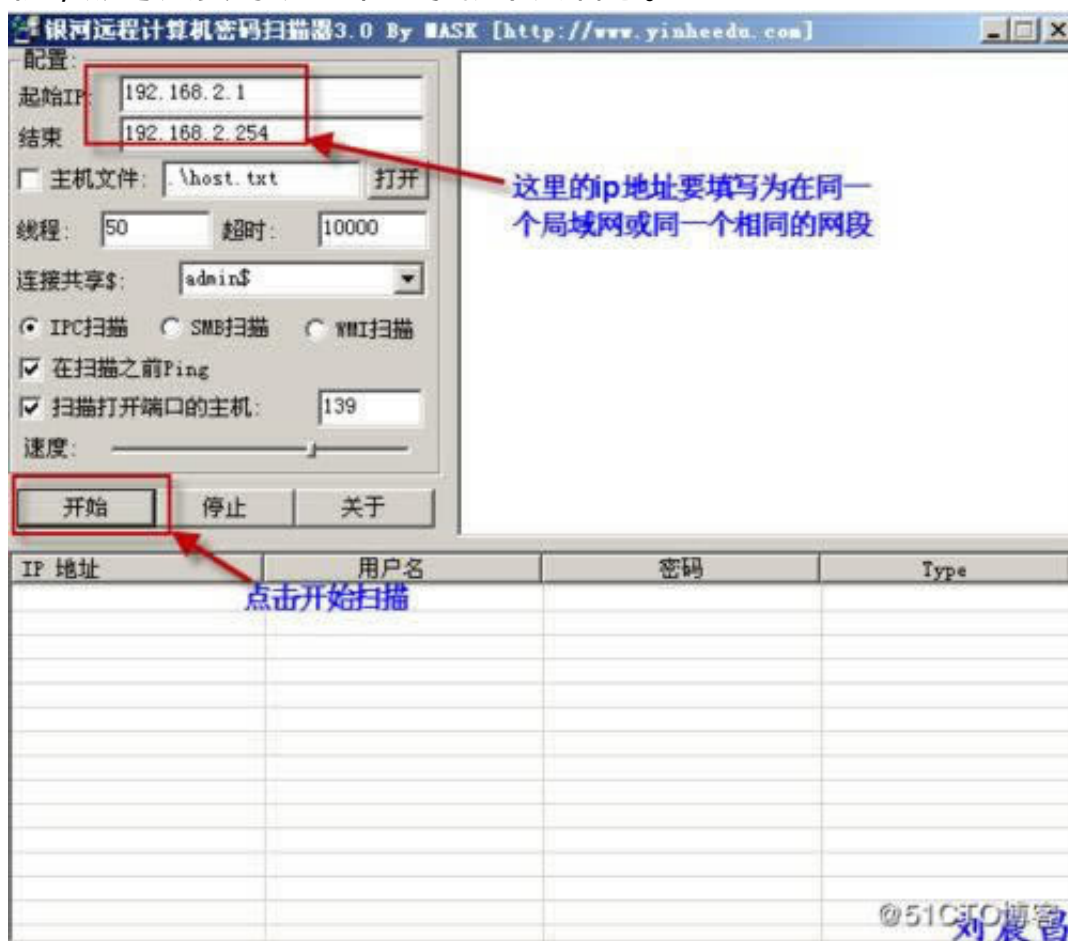 银河远程计算机密码扫描器3.0 By MASK [http://www.yinheedu.com]
配置:
起始IP: 192.168.2.1
结束 192.168.2.254
主机文件: .\host.txt 打开
线程: 50 超时: 10000
连接共享$: admin$
IPC扫描 SMB扫描 WMI扫描
在扫描之前Ping
扫描打开端口的主机: 139
速度:
开始 停止 关于
这里的ip地址要填写为在同一
个局域网或同一个相同的网段
IP 地址 用户名 密码 Type
点击开始扫描
@51CTO博客